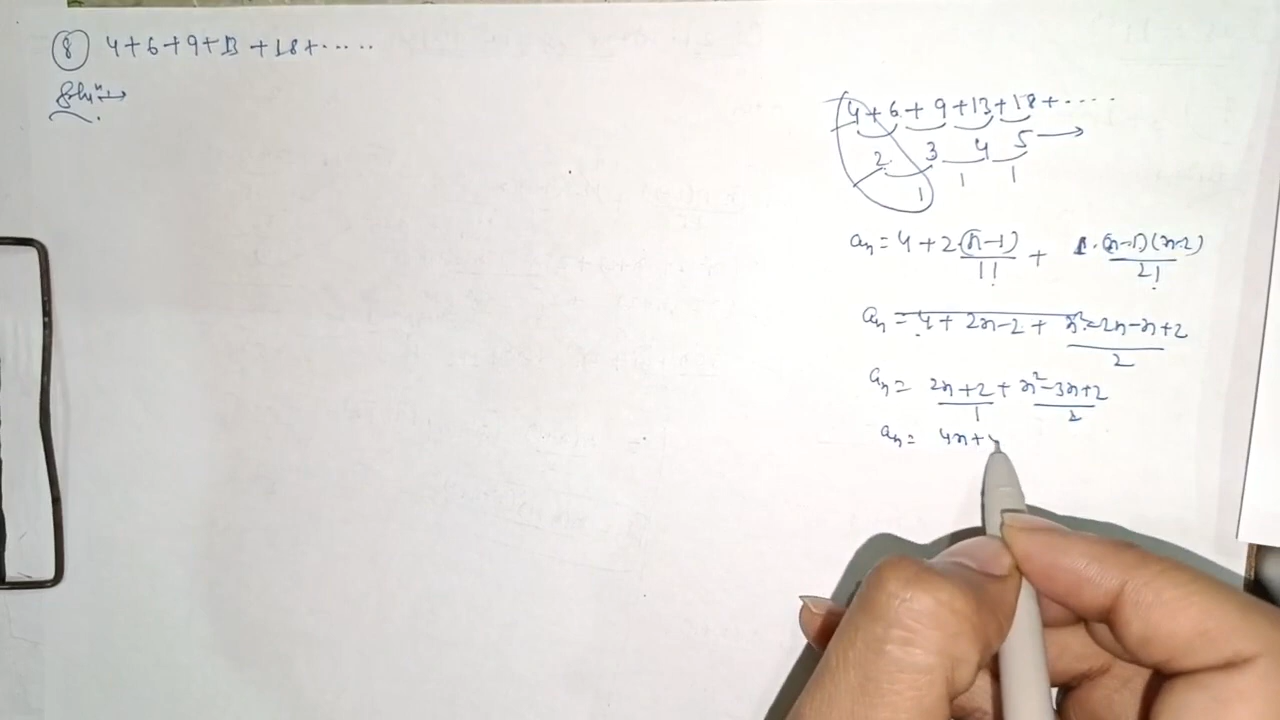 8 4+6+9+13+18+.....
Solⁿ→
4+6+9+13+18+....
2 3 4 5 →
1 1 1
aₙ = 4 + 2.(n-1)/1! + 1.(n-1)(n-2)/2!
aₙ = 4 + 2n-2 + n²-2n-n+2/2
aₙ = 2n+2/1 + n²-3n+2/2
aₙ = 4n+